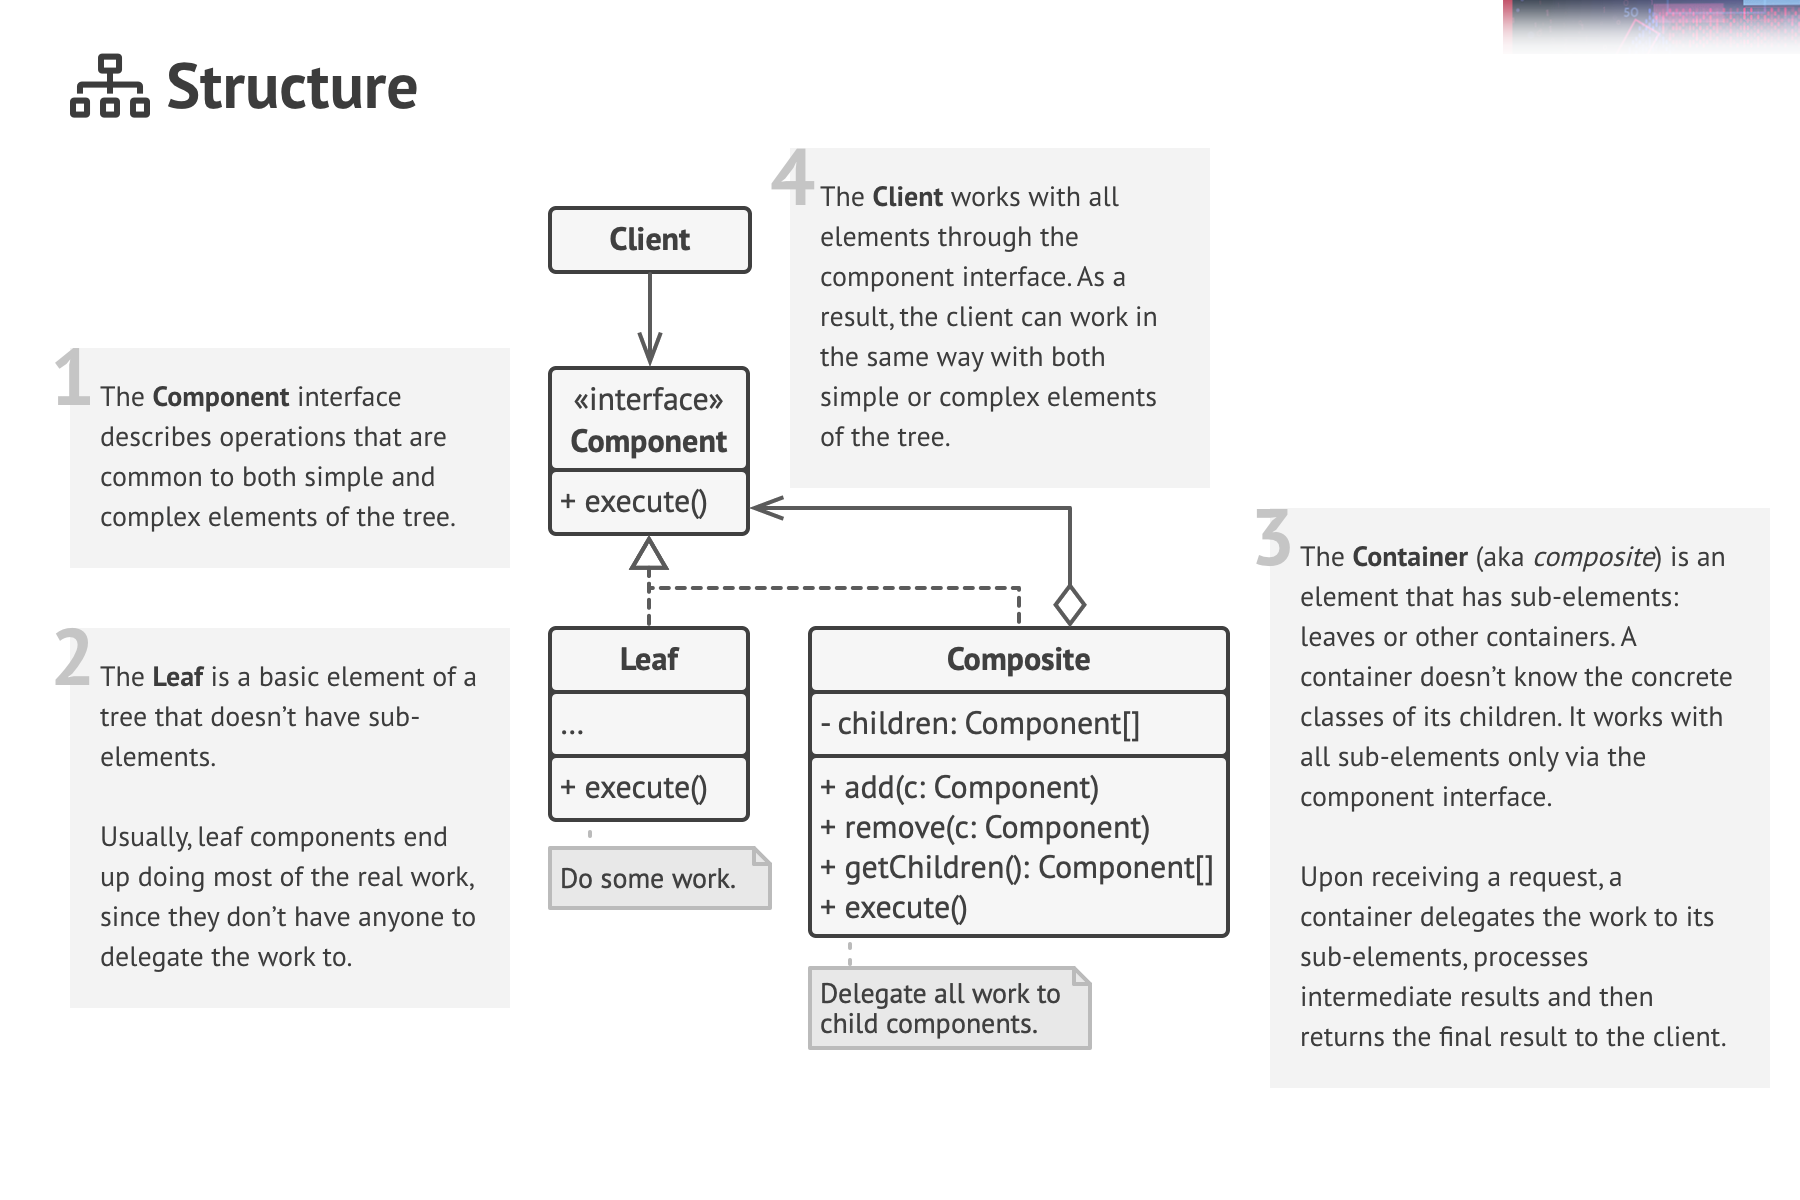 Structure
4
The Client works with all
elements through the
component interface. As a
result, the client can work in
the same way with both
simple or complex elements
of the tree.
Client
1
The Component interface
describes operations that are
common to both simple and
complex elements of the tree.
«interface»
Component
+ execute()
2
The Leaf is a basic element of a
tree that doesn’t have sub-
elements.
Usually, leaf components end
up doing most of the real work,
since they don’t have anyone to
delegate the work to.
Leaf
...
+ execute()
Do some work.
Composite
- children: Component[]
+ add(c: Component)
+ remove(c: Component)
+ getChildren(): Component[]
+ execute()
Delegate all work to
child components.
3
The Container (aka composite) is an
element that has sub-elements:
leaves or other containers. A
container doesn’t know the concrete
classes of its children. It works with
all sub-elements only via the
component interface.
Upon receiving a request, a
container delegates the work to its
sub-elements, processes
intermediate results and then
returns the final result to the client.